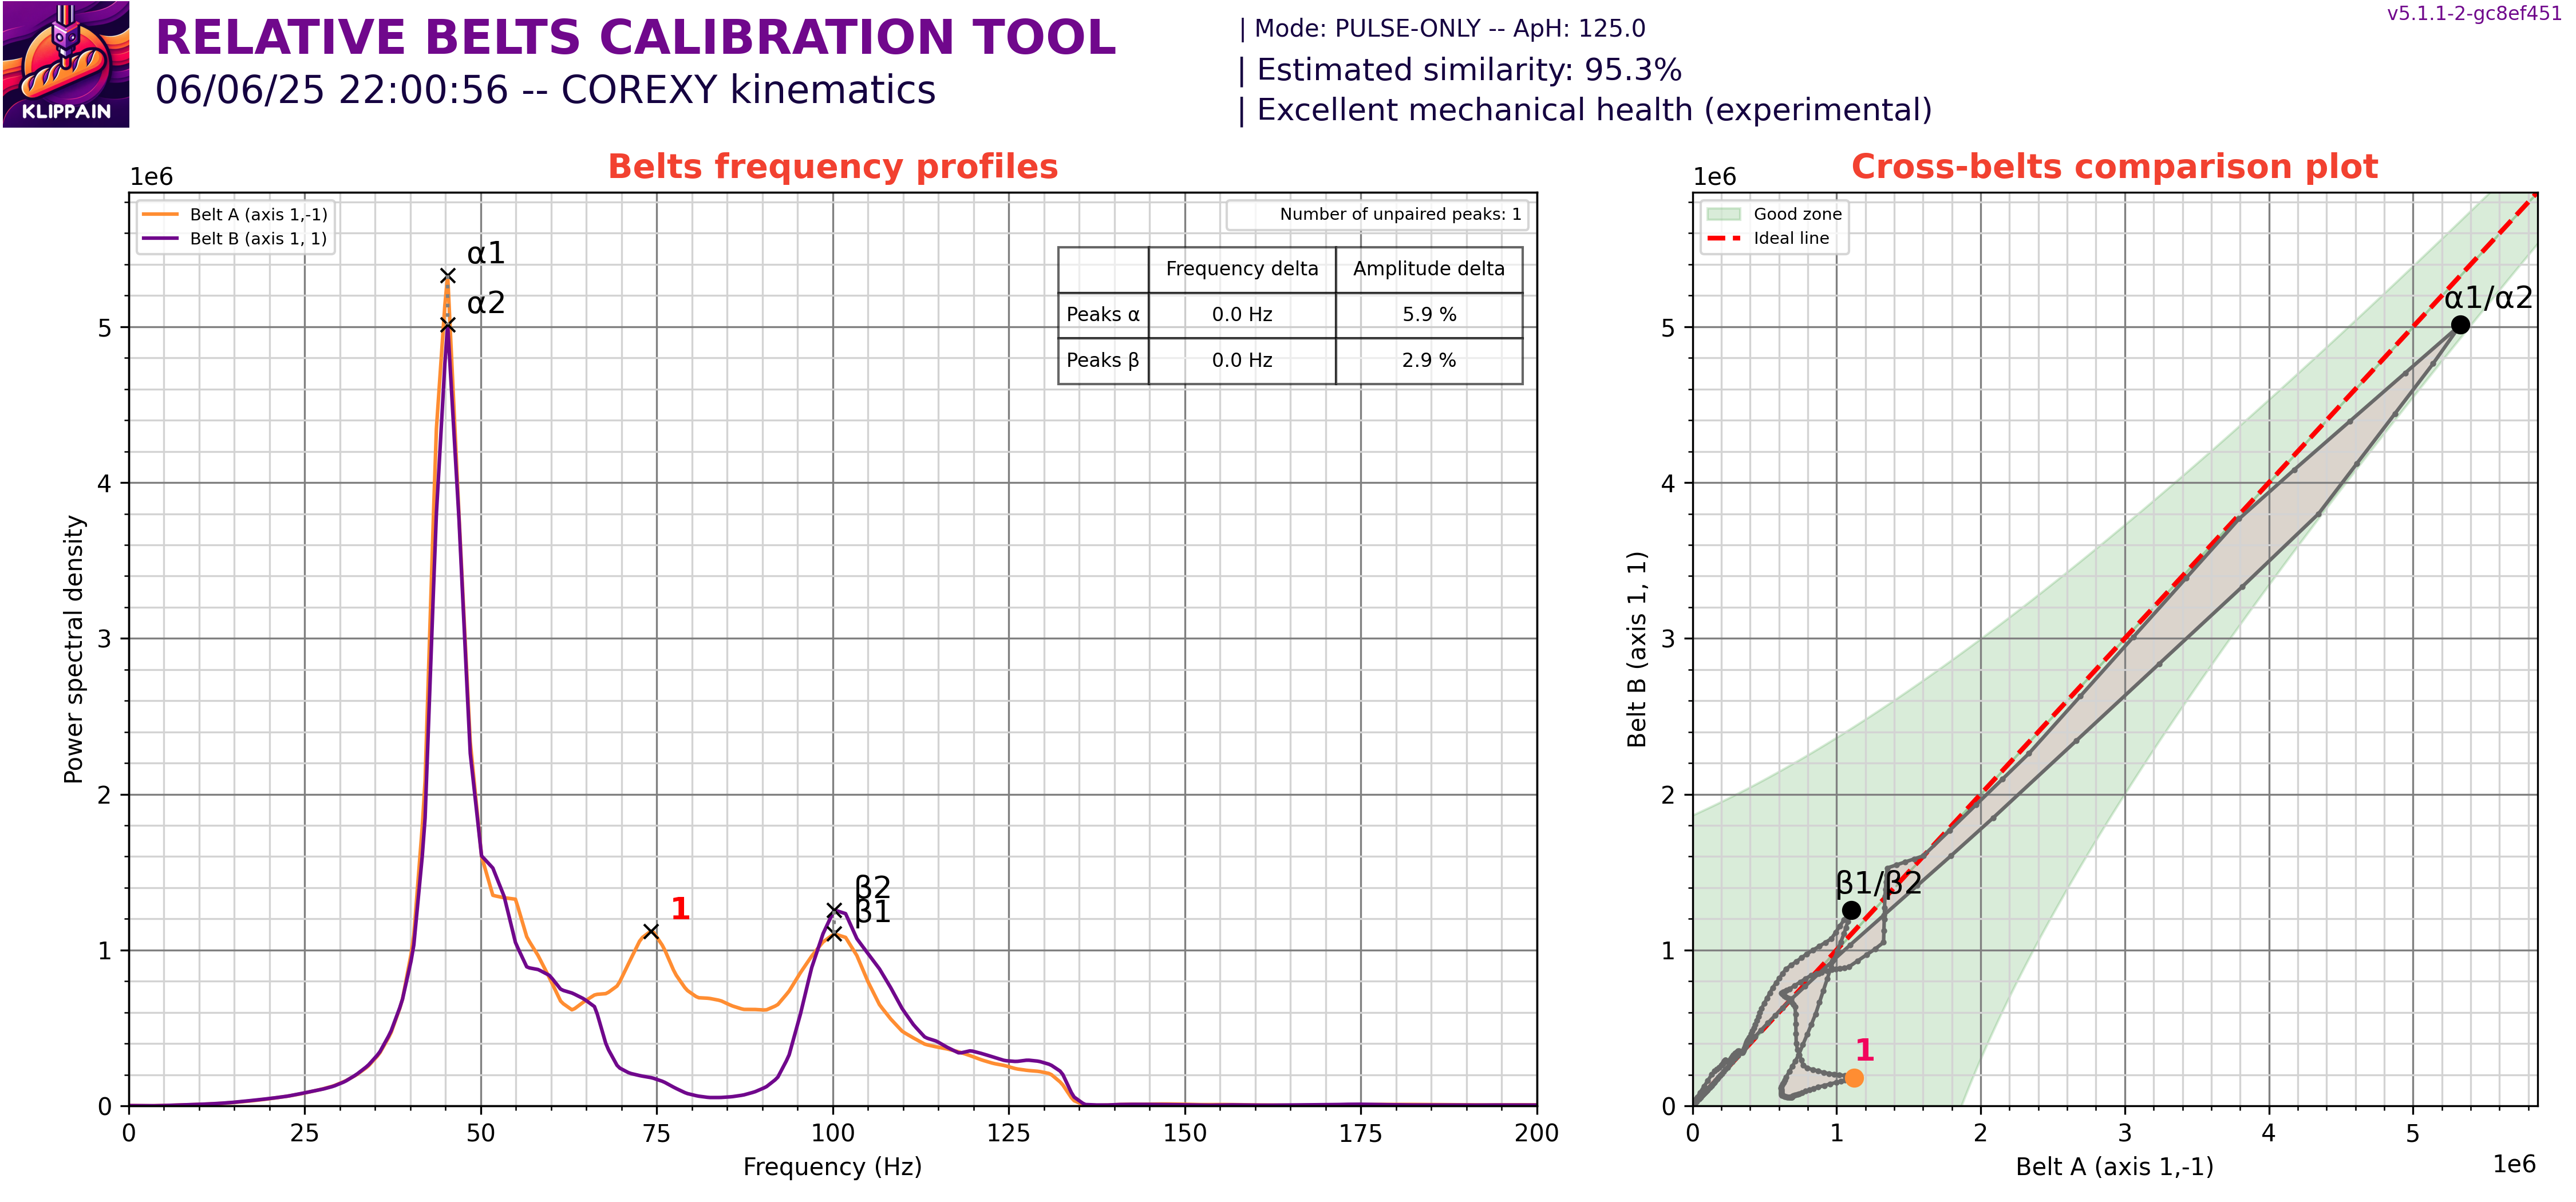 v5.1.1-2-gc8ef451
KLIPPAIN
RELATIVE BELTS CALIBRATION TOOL
06/06/25 22:00:56 -- COREXY kinematics
| Mode: PULSE-ONLY -- ApH: 125.0
| Estimated similarity: 95.3%
| Excellent mechanical health (experimental)
Belts frequency profiles
1e6
Belt A (axis 1,-1)
Belt B (axis 1, 1)
Number of unpaired peaks: 1
Frequency delta Amplitude delta
Peaks α 0.0 Hz 5.9 %
Peaks β 0.0 Hz 2.9 %
α1
α2
1
β2
β1
Power spectral density
5
4
3
2
1
0
0 25 50 75 100 125 150 175 200
Frequency (Hz)
Cross-belts comparison plot
1e6
Good zone
Ideal line
α1/α2
β1/β2
1
Belt B (axis 1, 1)
5
4
3
2
1
0
0 1 2 3 4 5
Belt A (axis 1,-1)
1e6